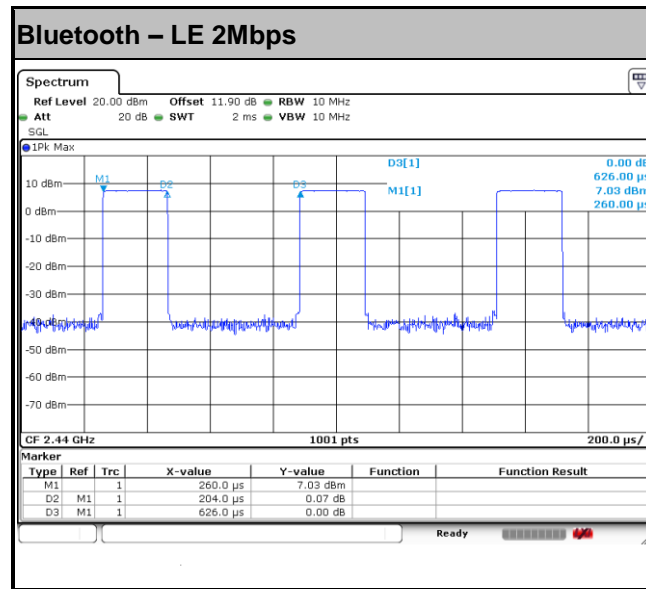 Bluetooth – LE 2Mbps
Spectrum
Ref Level 20.00 dBm Offset 11.90 dB RBW 10 MHz
Att 20 dB SWT 2 ms VBW 10 MHz
SGL
1Pk Max
D3[1] 0.00 dB
626.00 µs
M1[1] 7.03 dBm
260.00 µs
M1 D2 D3
10 dBm
0 dBm
-10 dBm
-20 dBm
-30 dBm
-40 dBm
-50 dBm
-60 dBm
-70 dBm
CF 2.44 GHz 1001 pts 200.0 µs/
Marker
Type Ref Trc X-value Y-value Function Function Result
M1 1 260.0 µs 7.03 dBm
D2 M1 1 204.0 µs 0.07 dB
D3 M1 1 626.0 µs 0.00 dB
Ready